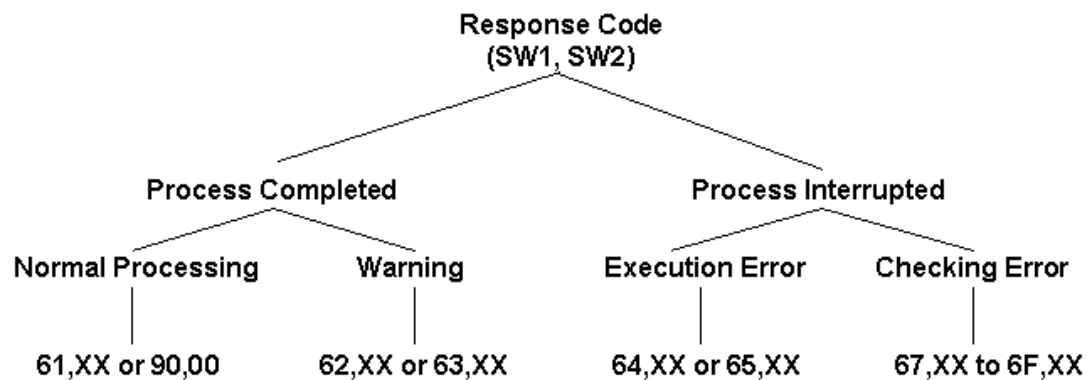 Response Code
(SW1, SW2)
Process Completed
Process Interrupted
Normal Processing
Warning
Execution Error
Checking Error
61,XX or 90,00
62,XX or 63,XX
64,XX or 65,XX
67,XX to 6F,XX